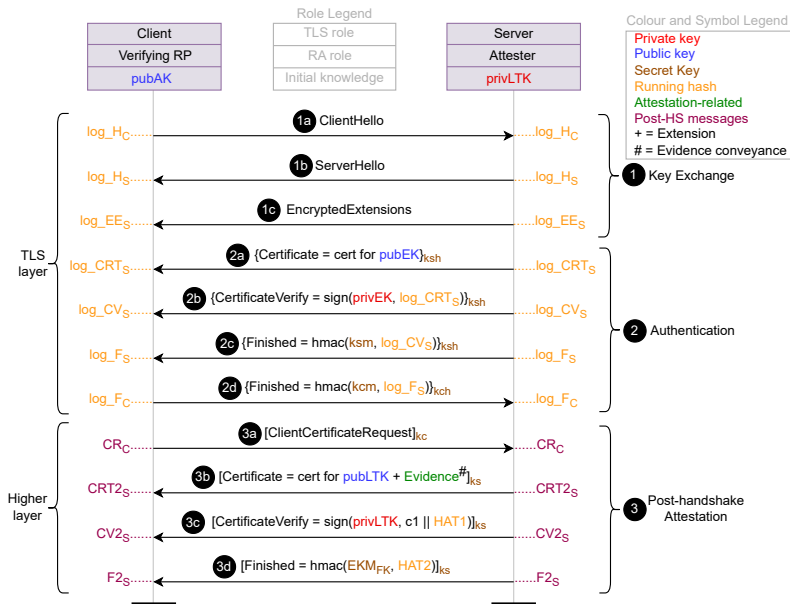 Client
Verifying RP
pubAK
Role Legend
TLS role
RA role
Initial knowledge
Server
Attester
privLTK
Colour and Symbol Legend
Private key
Public key
Secret Key
Running hash
Attestation-related
Post-HS messages
+ = Extension
# = Evidence conveyance
log_HC 1a ClientHello log_HC
log_HS 1b ServerHello log_HS
1 Key Exchange
log_EES 1c EncryptedExtensions log_EES
TLS
layer
log_CRTS 2a {Certificate = cert for pubEK}ksh log_CRTS
log_CVS 2b {CertificateVerify = sign(privEK, log_CRTS)}ksh log_CVS
2 Authentication
log_FS 2c {Finished = hmac(ksm, log_CVS)}ksh log_FS
log_FC 2d {Finished = hmac(kcm, log_FS)}kch log_FC
CRC 3a [ClientCertificateRequest]kc CRC
CRT2S 3b [Certificate = cert for pubLTK + Evidence#]ks CRT2S
Higher
layer
3 Post-handshake
Attestation
CV2S 3c [CertificateVerify = sign(privLTK, c1 || HAT1)]ks CV2S
F2S 3d [Finished = hmac(EKMFK, HAT2)]ks F2S